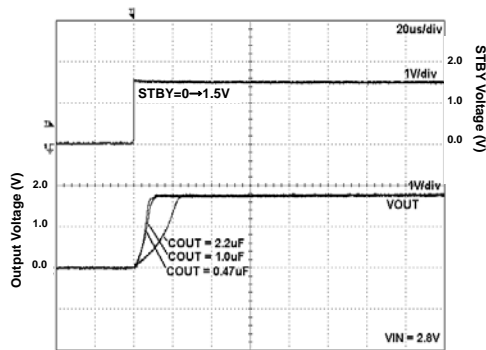 20us/div
2.0
1V/div
STBY=0→1.5V
1.0
0.0
STBY Voltage (V)
Output Voltage (V)
2.0
1V/div
VOUT
1.0
COUT = 2.2uF
COUT = 1.0uF
COUT = 0.47uF
0.0
VIN = 2.8V